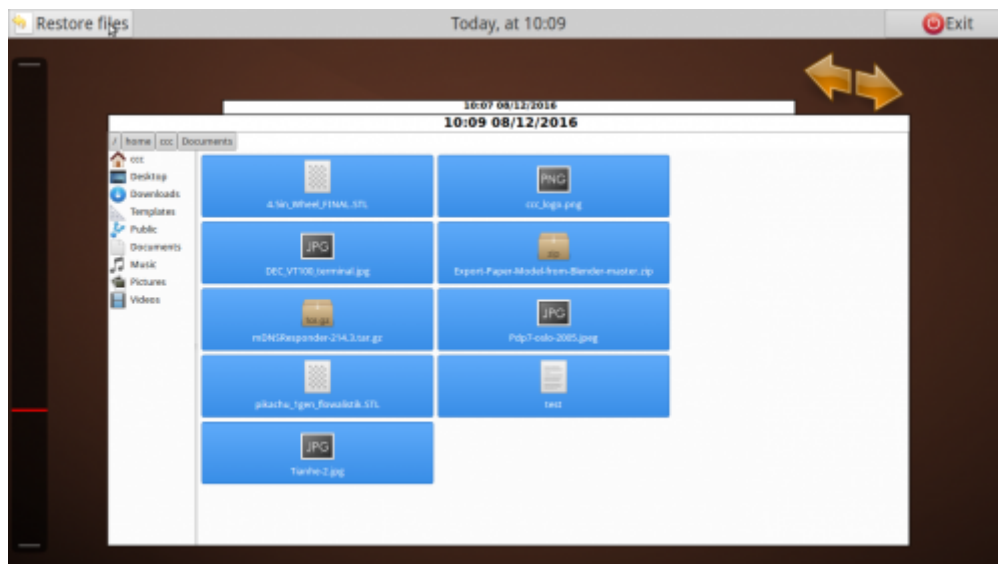 Restore files
Today, at 10:09
Exit
10:07 08/12/2016
10:09 08/12/2016
/ home ccc Documents
ccc
Desktop
Downloads
Templates
Public
Documents
Music
Pictures
Videos
4.5in_Wheel_FINAL.STL
PNG
ccc_logo.png
JPG
DEC_VT100_terminal.jpg
zip
Export-Paper-Model-from-Blender-master.zip
tar.gz
mDNSResponder-214.3.tar.gz
JPG
Pdp7-oslo-2005.jpeg
pikachu_1gen_flowalistik.STL
test
JPG
Tianhe-2.jpg